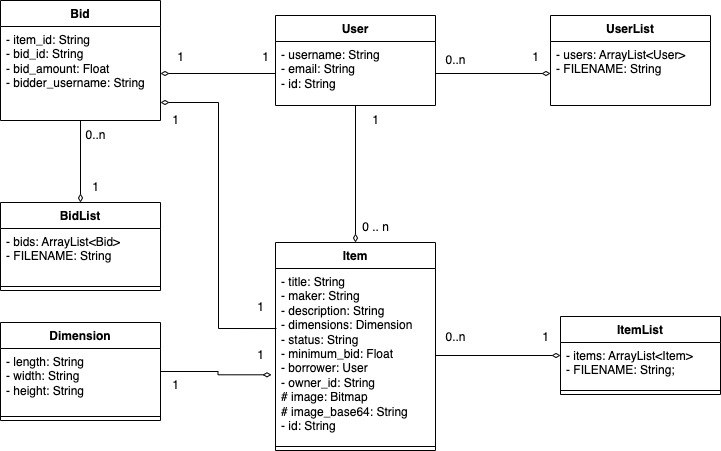 Bid
- item_id: String
- bid_id: String
- bid_amount: Float
- bidder_username: String
1
1
User
- username: String
- email: String
- id: String
0..n
1
UserList
- users: ArrayList<User>
- FILENAME: String
1
0..n
1
1
0 .. n
BidList
- bids: ArrayList<Bid>
- FILENAME: String
Item
- title: String
- maker: String
- description: String
- dimensions: Dimension
- status: String
- minimum_bid: Float
- borrower: User
- owner_id: String
# image: Bitmap
# image_base64: String
- id: String
1
Dimension
- length: String
- width: String
- height: String
1
1
0..n
1
ItemList
- items: ArrayList<Item>
- FILENAME: String;